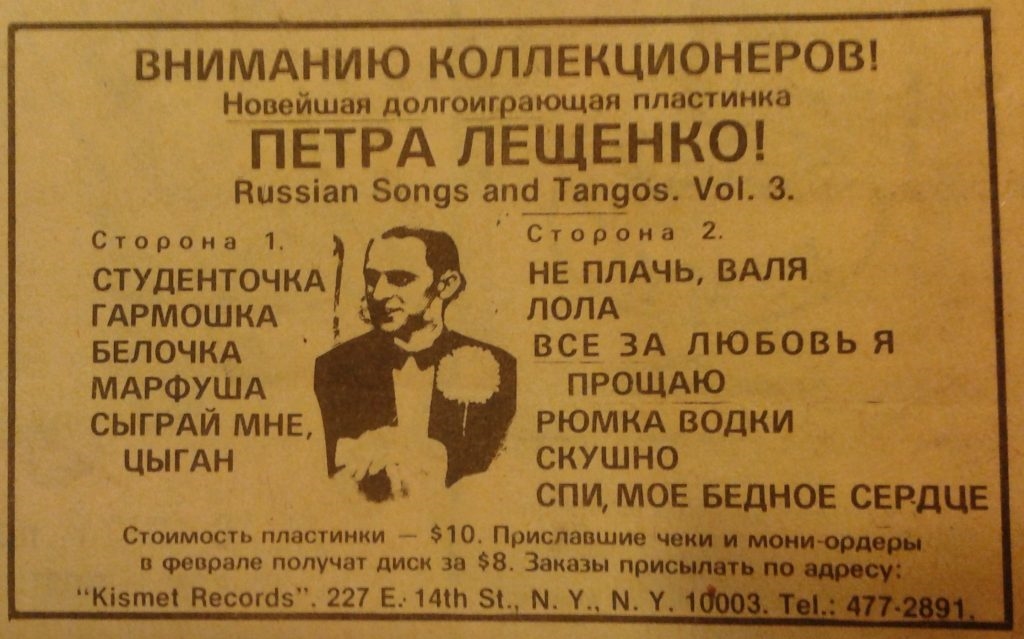 ВНИМАНИЮ КОЛЛЕКЦИОНЕРОВ!
Новейшая долгоиграющая пластинка
ПЕТРА ЛЕЩЕНКО!
Russian Songs and Tangos. Vol. 3.
Сторона 1.
СТУДЕНТОЧКА
ГАРМОШКА
БЕЛОЧКА
МАРФУША
СЫГРАЙ МНЕ,
ЦЫГАН
Сторона 2.
НЕ ПЛАЧЬ, ВАЛЯ
ЛОЛА
ВСЕ ЗА ЛЮБОВЬ Я
ПРОЩАЮ
РЮМКА ВОДКИ
СКУШНО
СПИ, МОЕ БЕДНОЕ СЕРДЦЕ
Стоимость пластинки — $10. Приславшие чеки и мони-ордеры
в феврале получат диск за $8. Заказы присылать по адресу:
"Kismet Records". 227 E. 14th St., N. Y., N. Y. 10003. Tel.: 477-2891.